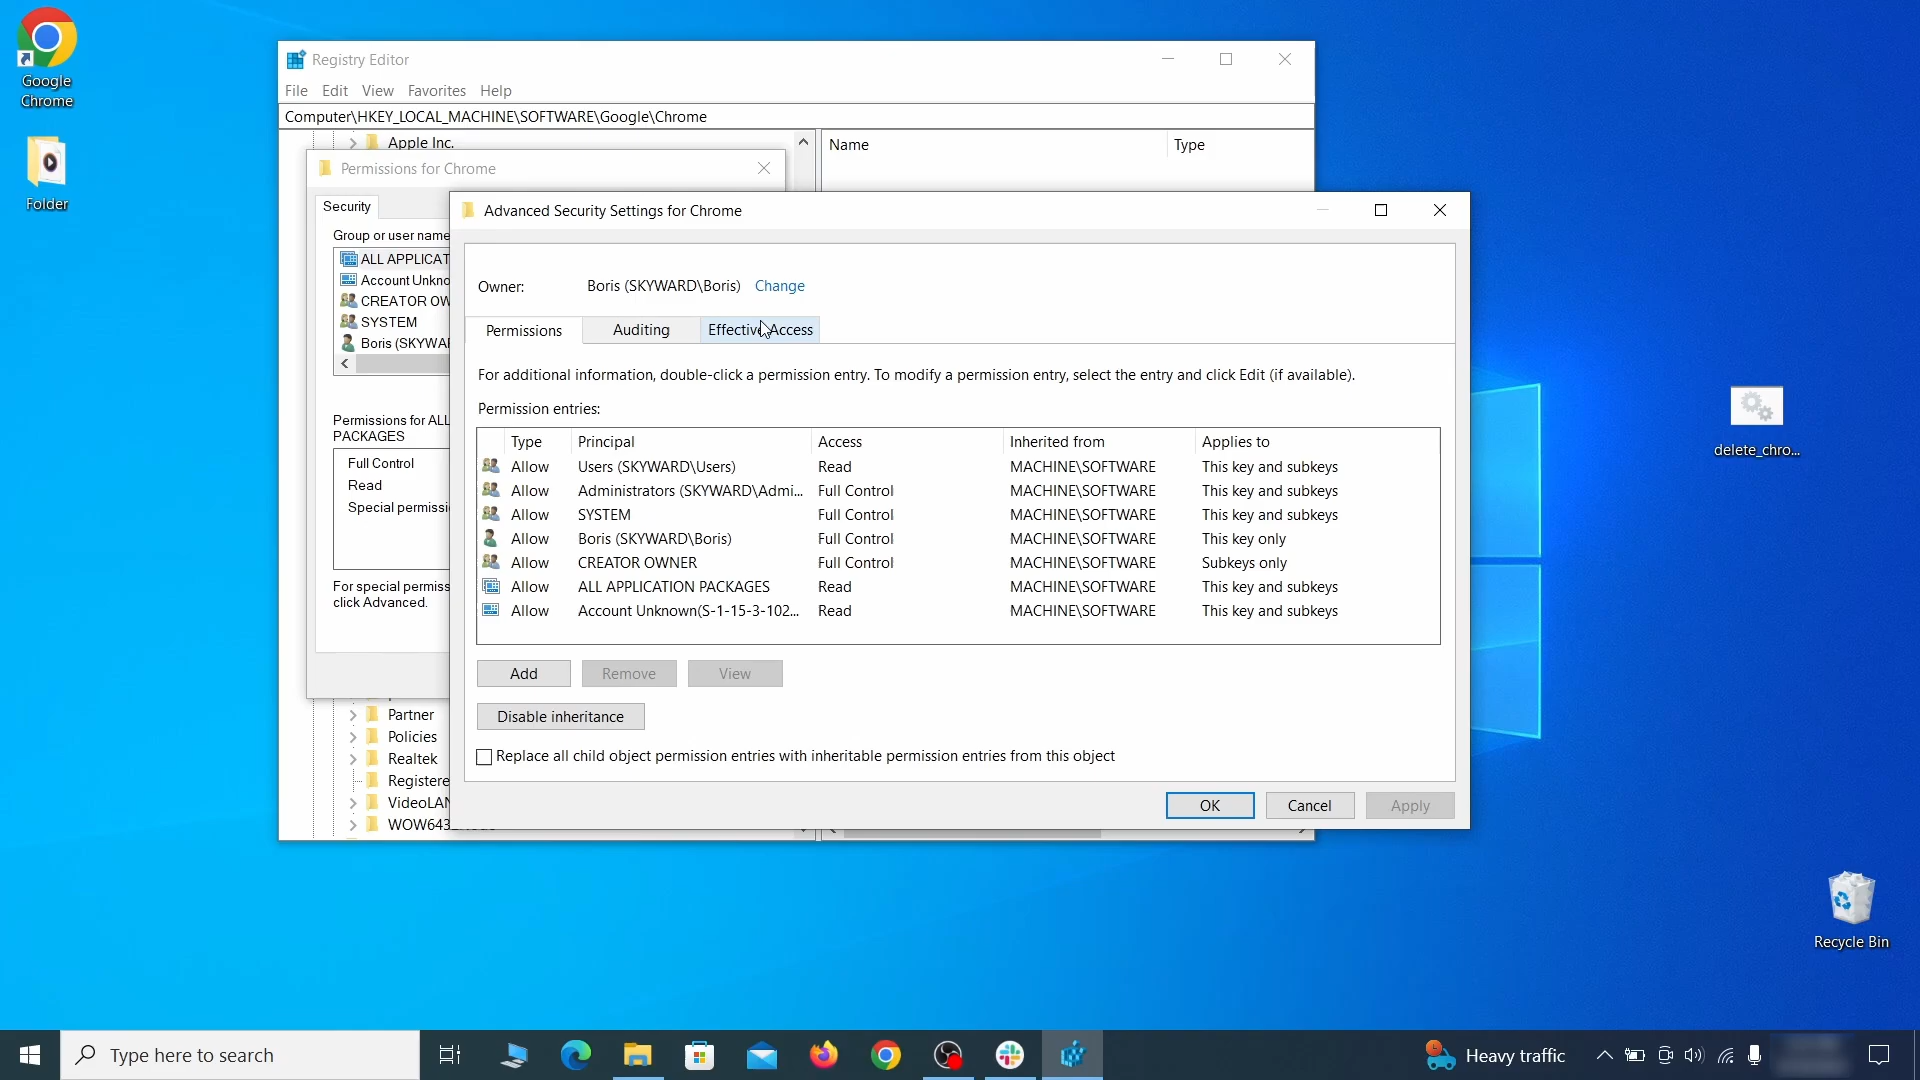 Google
Chrome
Folder
Registry Editor
File Edit View Favorites Help
Computer\HKEY_LOCAL_MACHINE\SOFTWARE\Google\Chrome
Apple Inc.
Name Type
Permissions for Chrome
Security
Group or user name
ALL APPLICAT
Account Unkno
CREATOR OW
SYSTEM
Boris (SKYWAR
Permissions for ALL
PACKAGES
Full Control
Read
Special permissi
For special permiss
click Advanced.
Partner
Policies
Realtek
Registere
VideoLAN
Advanced Security Settings for Chrome
Owner: Boris (SKYWARD\Boris) Change
Permissions Auditing Effective Access
For additional information, double-click a permission entry. To modify a permission entry, select the entry and click Edit (if available).
Permission entries:
Type Principal Access Inherited from Applies to
Allow Users (SKYWARD\Users) Read MACHINE\SOFTWARE This key and subkeys
Allow Administrators (SKYWARD\Admi... Full Control MACHINE\SOFTWARE This key and subkeys
Allow SYSTEM Full Control MACHINE\SOFTWARE This key and subkeys
Allow Boris (SKYWARD\Boris) Full Control MACHINE\SOFTWARE This key only
Allow CREATOR OWNER Full Control MACHINE\SOFTWARE Subkeys only
Allow ALL APPLICATION PACKAGES Read MACHINE\SOFTWARE This key and subkeys
Allow Account Unknown(S-1-15-3-102... Read MACHINE\SOFTWARE This key and subkeys
Add Remove View
Disable inheritance
Replace all child object permission entries with inheritable permission entries from this object
OK Cancel Apply
delete_chro...
Recycle Bin
Type here to search
Heavy traffic